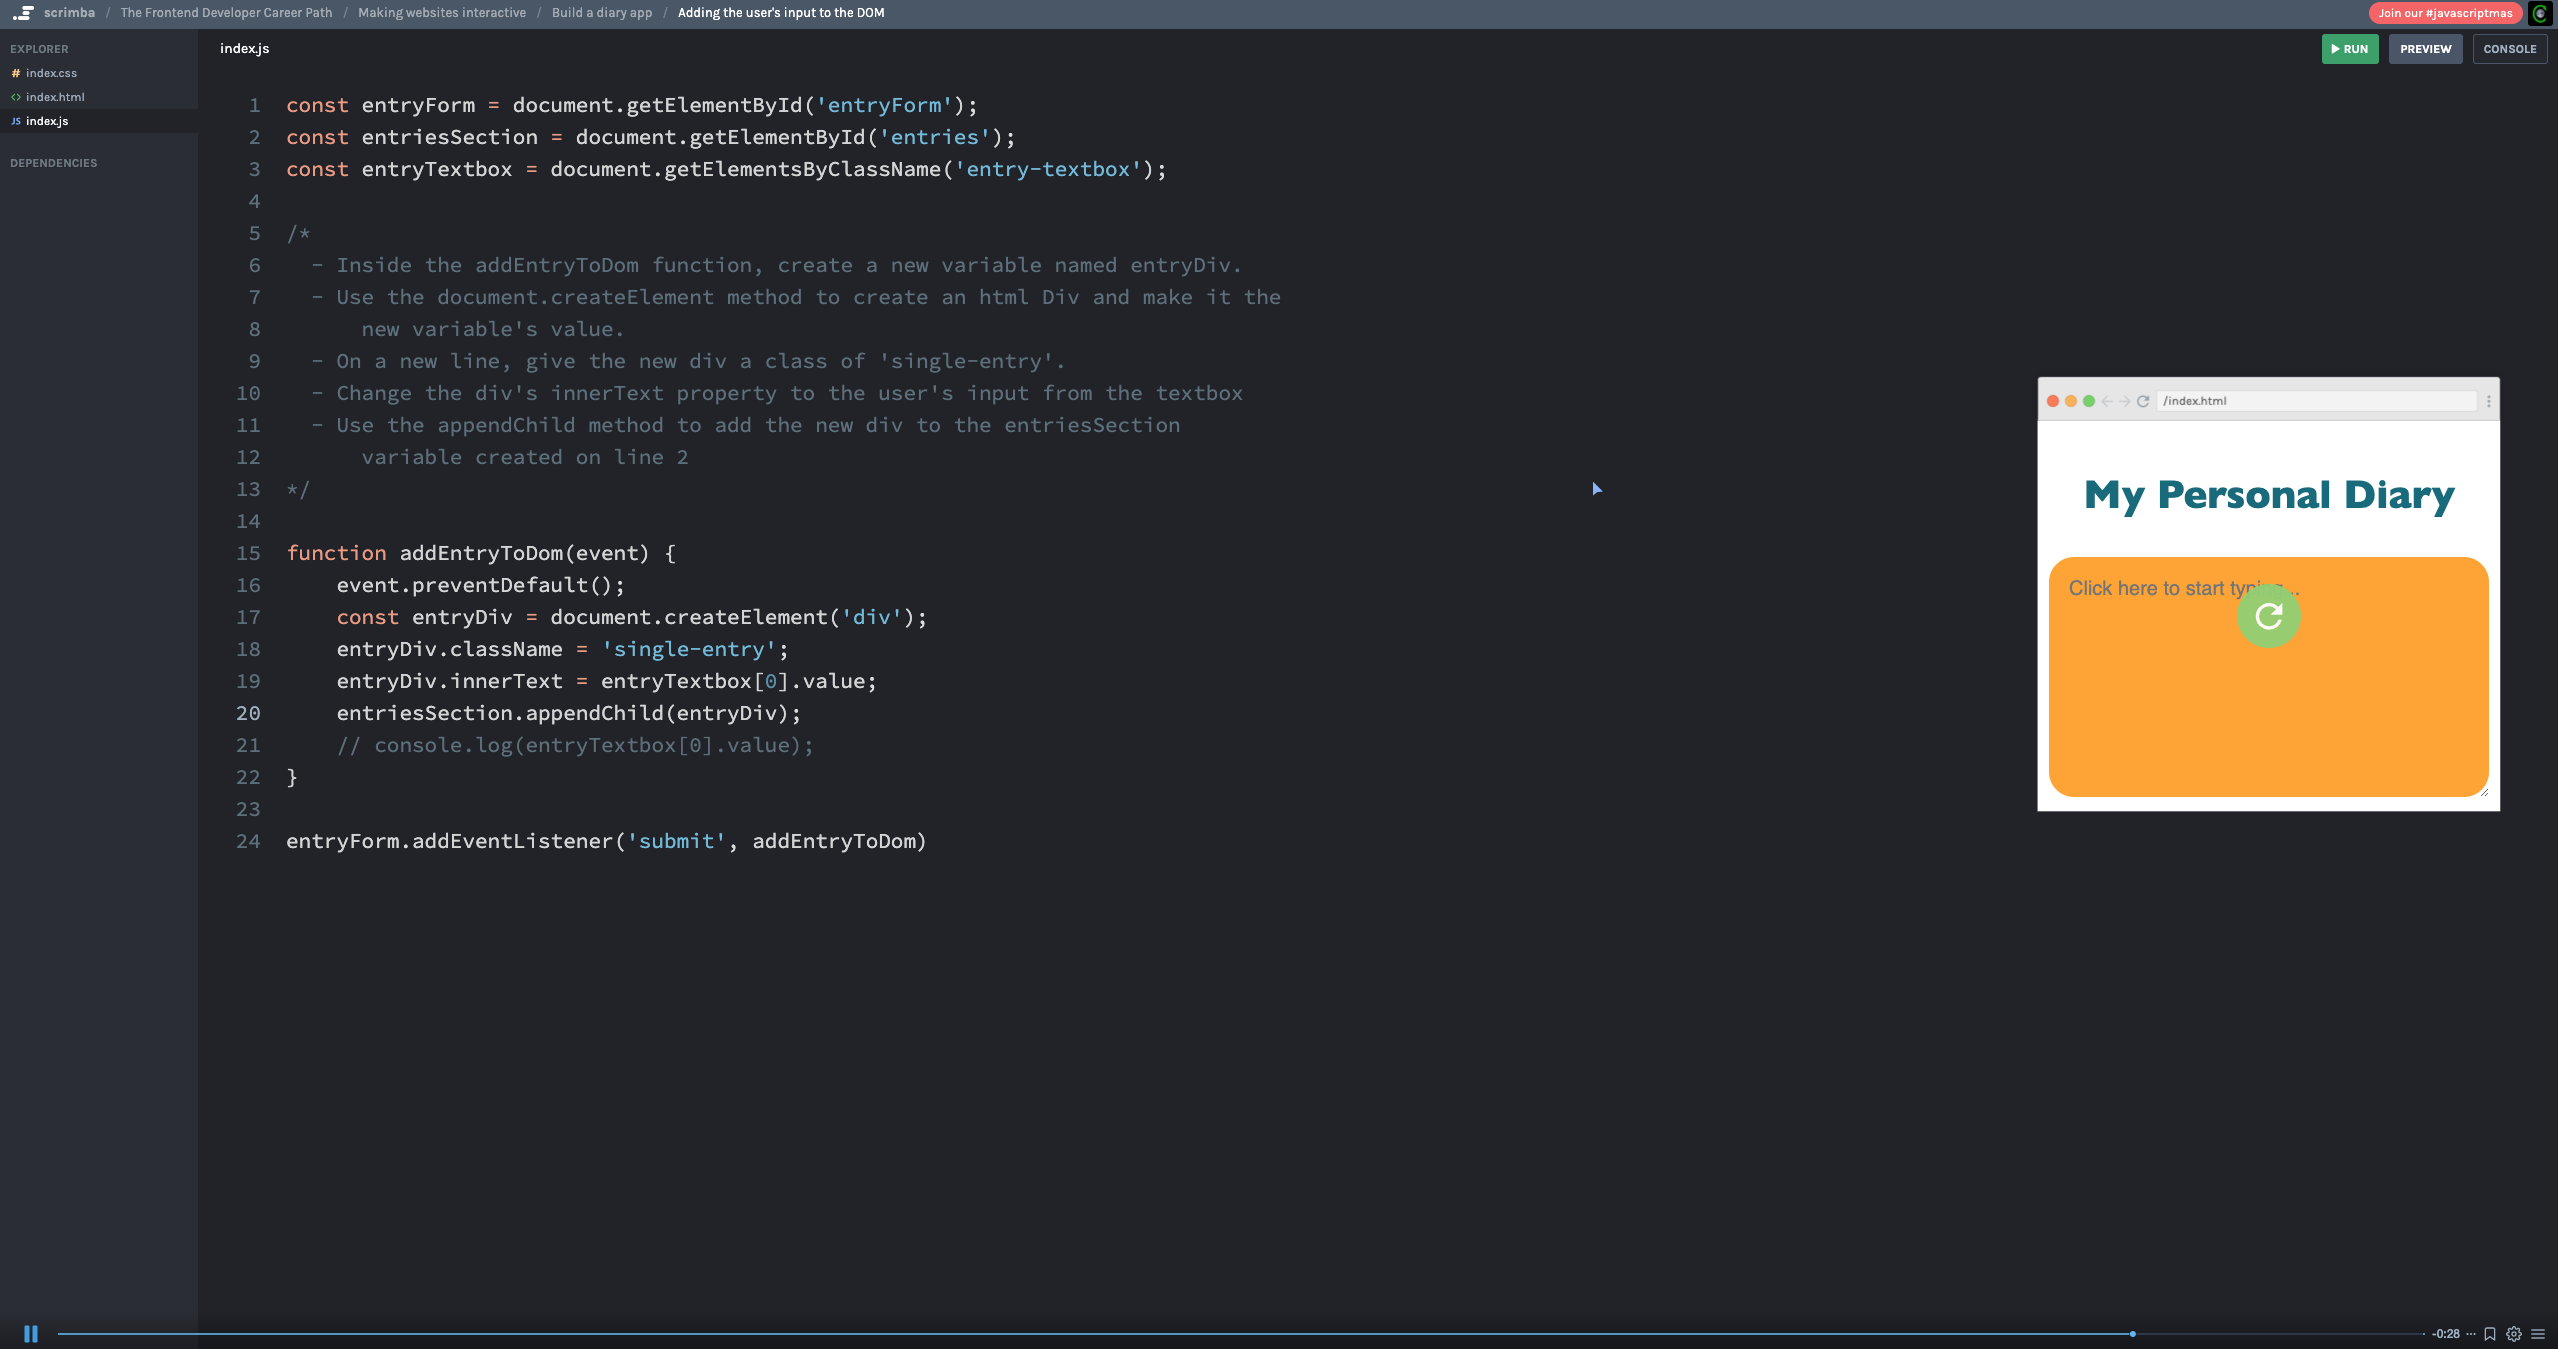 scrimba / The Frontend Developer Career Path / Making websites interactive / Build a diary app / Adding the user's input to the DOM
Join our #javascriptmas
EXPLORER
# index.css
<> index.html
JS index.js
DEPENDENCIES
index.js
RUN
PREVIEW
CONSOLE
1 const entryForm = document.getElementById('entryForm');
2 const entriesSection = document.getElementById('entries');
3 const entryTextbox = document.getElementsByClassName('entry-textbox');
4
5 /*
6 - Inside the addEntryToDom function, create a new variable named entryDiv.
7 - Use the document.createElement method to create an html Div and make it the
8 new variable's value.
9 - On a new line, give the new div a class of 'single-entry'.
10 - Change the div's innerText property to the user's input from the textbox
11 - Use the appendChild method to add the new div to the entriesSection
12 variable created on line 2
13 */
14
15 function addEntryToDom(event) {
16 event.preventDefault();
17 const entryDiv = document.createElement('div');
18 entryDiv.className = 'single-entry';
19 entryDiv.innerText = entryTextbox[0].value;
20 entriesSection.appendChild(entryDiv);
21 // console.log(entryTextbox[0].value);
22 }
23
24 entryForm.addEventListener('submit', addEntryToDom)
/index.html
My Personal Diary
Click here to start typing...
-0:28